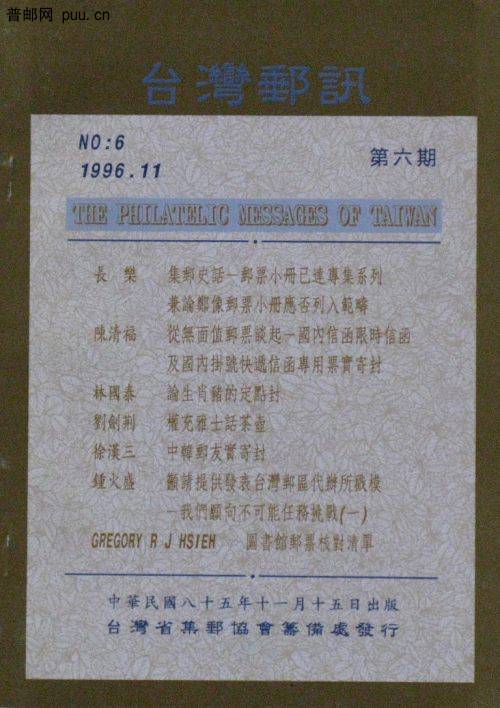 普邮网 puu.cn
台灣郵訊
NO:6
1996.11
第六期
THE PHILATELIC MESSAGES OF TAIWAN
長樂 集郵史話—郵票小冊已達專集系列
兼論鄭像郵票小冊應否列入範疇
陳清福 從無面值郵票談起—國內信函限時信函
及國內掛號快遞信函專用票實寄封
林國泰 論生肖豬的定點封
劉劍荊 權充雅士話茶壺
徐漢三 中韓郵友實寄封
鍾火盛 籲請提供發表台灣郵區代辦所戳模
—我們願向不可能任務挑戰(一)
GREGORY R J HSIEH 圖書館郵票核對清單
中華民國八十五年十一月十五日出版
台灣省集郵協會籌備處發行